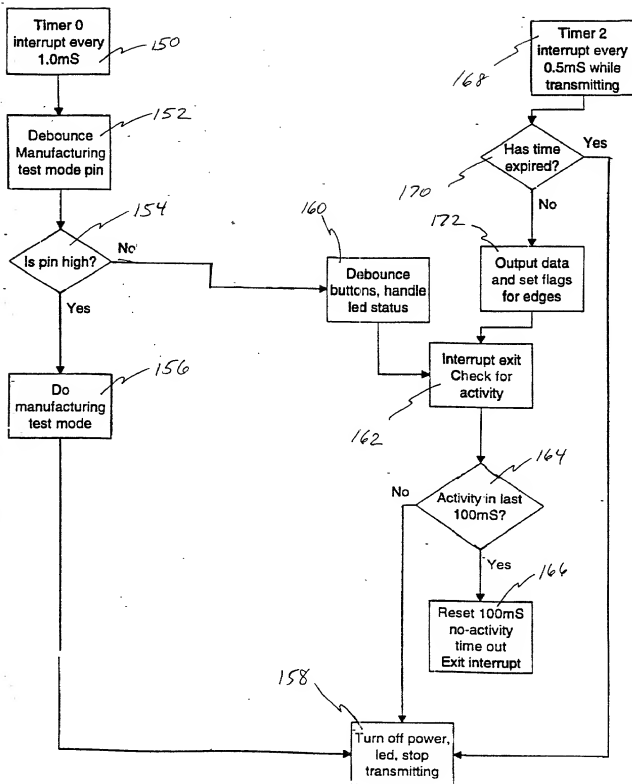 Timer 0
interrupt every
1.0mS
150
Debounce
Manufacturing
test mode pin
152
Is pin high?
154
No
Yes
Do
manufacturing
test mode
156
160
Debounce
buttons, handle
led status
Timer 2
interrupt every
0.5mS while
transmitting
168
Has time
expired?
170
Yes
No
172
Output data
and set flags
for edges
Interrupt exit
Check for
activity
162
Activity in last
100mS?
164
No
Yes
Reset 100mS
no-activity
time out
Exit interrupt
166
158
Turn off power,
led, stop
transmitting